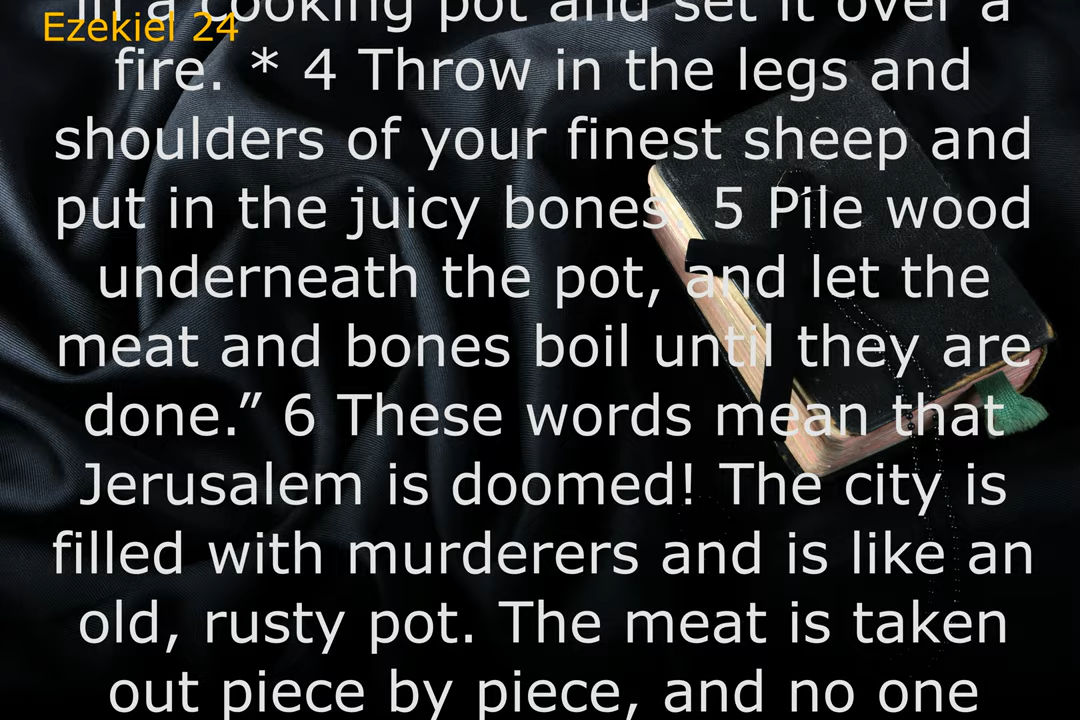 Ezekiel 24
in a cooking pot and set it over a
fire. * 4 Throw in the legs and
shoulders of your finest sheep and
put in the juicy bones. 5 Pile wood
underneath the pot, and let the
meat and bones boil until they are
done.” 6 These words mean that
Jerusalem is doomed! The city is
filled with murderers and is like an
old, rusty pot. The meat is taken
out piece by piece, and no one